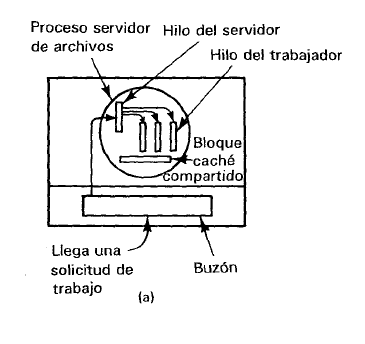 Proceso servidor
de archivos
Hilo del servidor
Hilo del trabajador
Bloque
caché
compartido
Llega una
solicitud de
trabajo
Buzón
(a)